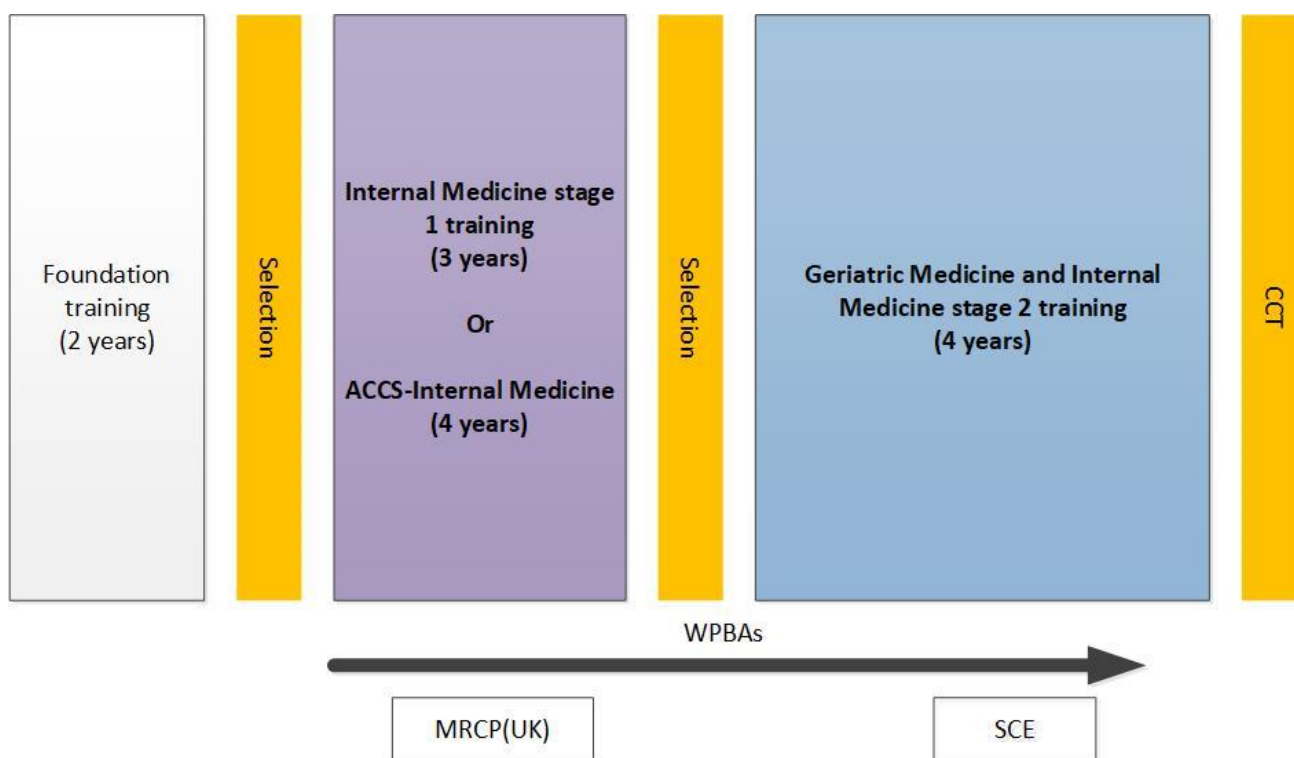 Foundation
training
(2 years)
Selection
Internal Medicine stage
1 training
(3 years)
Or
ACCS-Internal Medicine
(4 years)
Selection
Geriatric Medicine and Internal
Medicine stage 2 training
(4 years)
CCT
WPBAs
MRCP(UK)
SCE